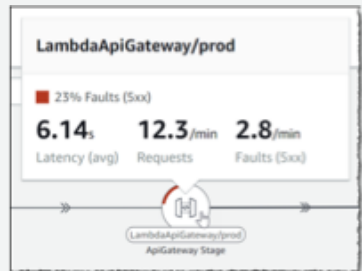 LambdaApiGateway/prod
23% Faults (5xx)
6.14s 12.3/min 2.8/min
Latency (avg) Requests Faults (5xx)
LambdaApiGateway/prod
ApiGateway Stage